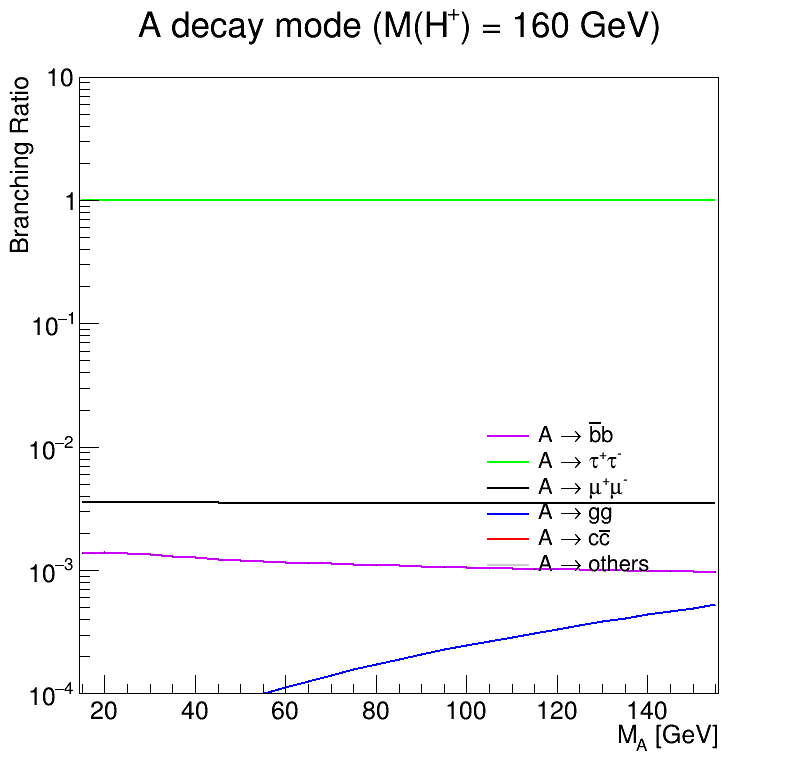 A decay mode (M(H⁺) = 160 GeV)
Branching Ratio
10
1
10⁻¹
10⁻²
10⁻³
10⁻⁴
A → b̅b
A → τ⁺τ⁻
A → μ⁺μ⁻
A → gg
A → cc̅
A → others
20 40 60 80 100 120 140
M_A [GeV]